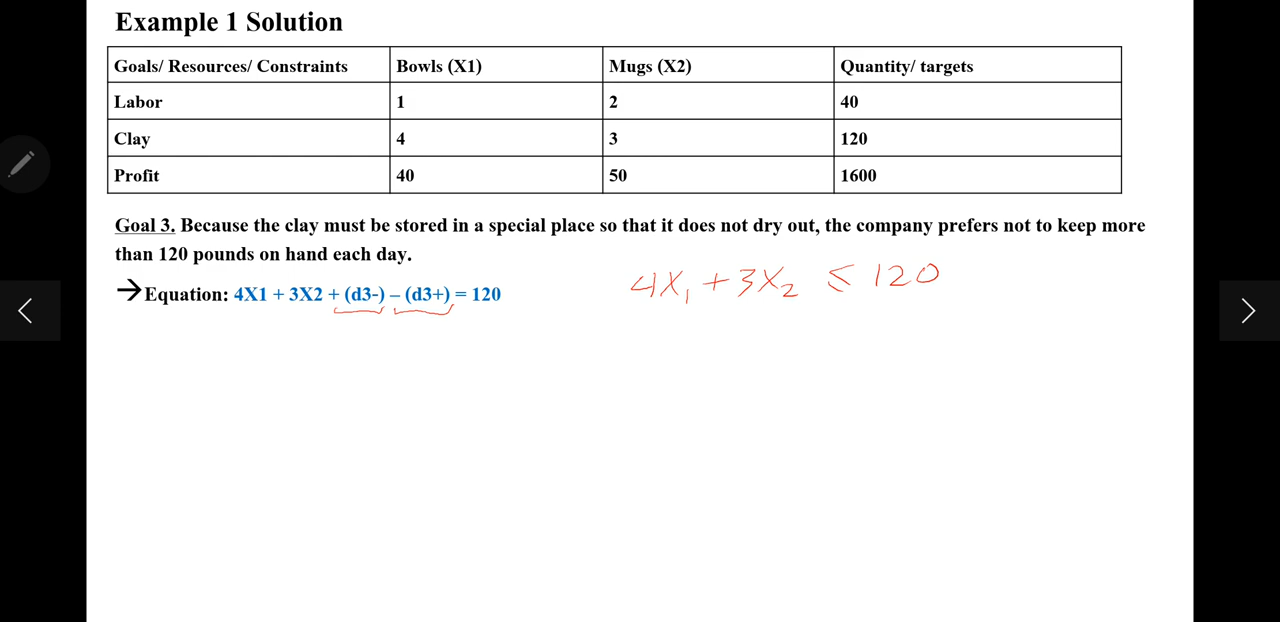 Example 1 Solution
Goals/ Resources/ Constraints Bowls (X1) Mugs (X2) Quantity/ targets
Labor 1 2 40
Clay 4 3 120
Profit 40 50 1600
Goal 3. Because the clay must be stored in a special place so that it does not dry out, the company prefers not to keep more
than 120 pounds on hand each day.
→Equation: 4X1 + 3X2 + (d3-) – (d3+) = 120
4X₁ + 3X₂ ≤ 120